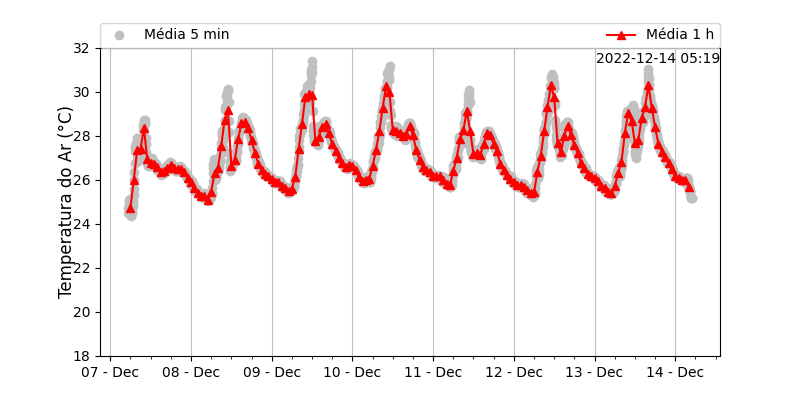 Média 5 min
Média 1 h
2022-12-14 05:19
Temperatura do Ar (°C)
32
30
28
26
24
22
20
18
07 - Dec
08 - Dec
09 - Dec
10 - Dec
11 - Dec
12 - Dec
13 - Dec
14 - Dec